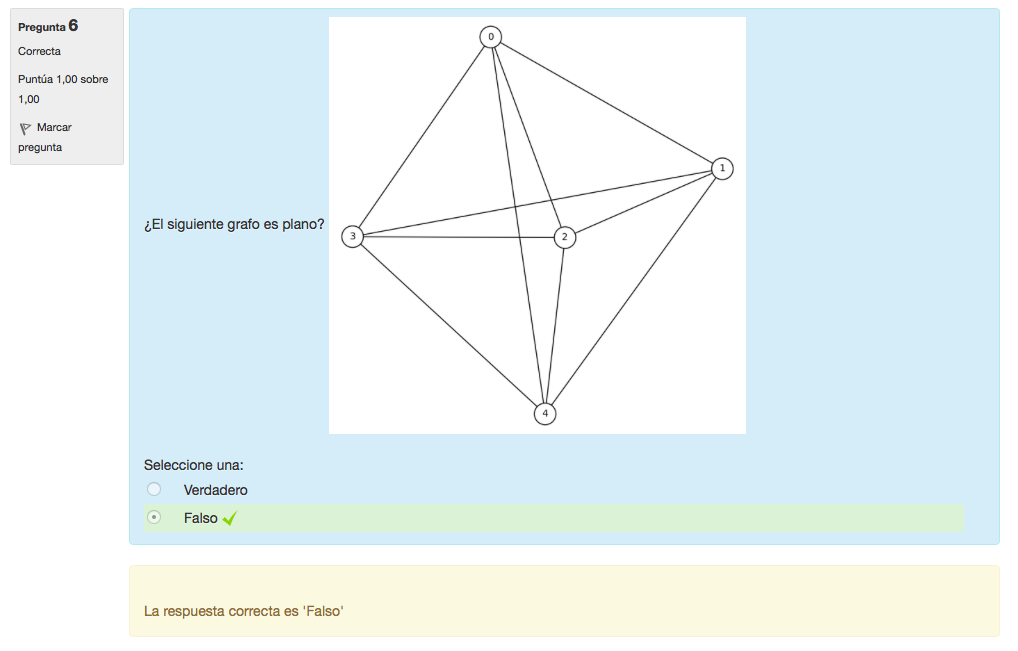 Pregunta 6
Correcta
Puntúa 1,00 sobre
1,00
Marcar
pregunta
¿El siguiente grafo es plano?
0
1
3
2
4
Seleccione una:
Verdadero
Falso
La respuesta correcta es 'Falso'